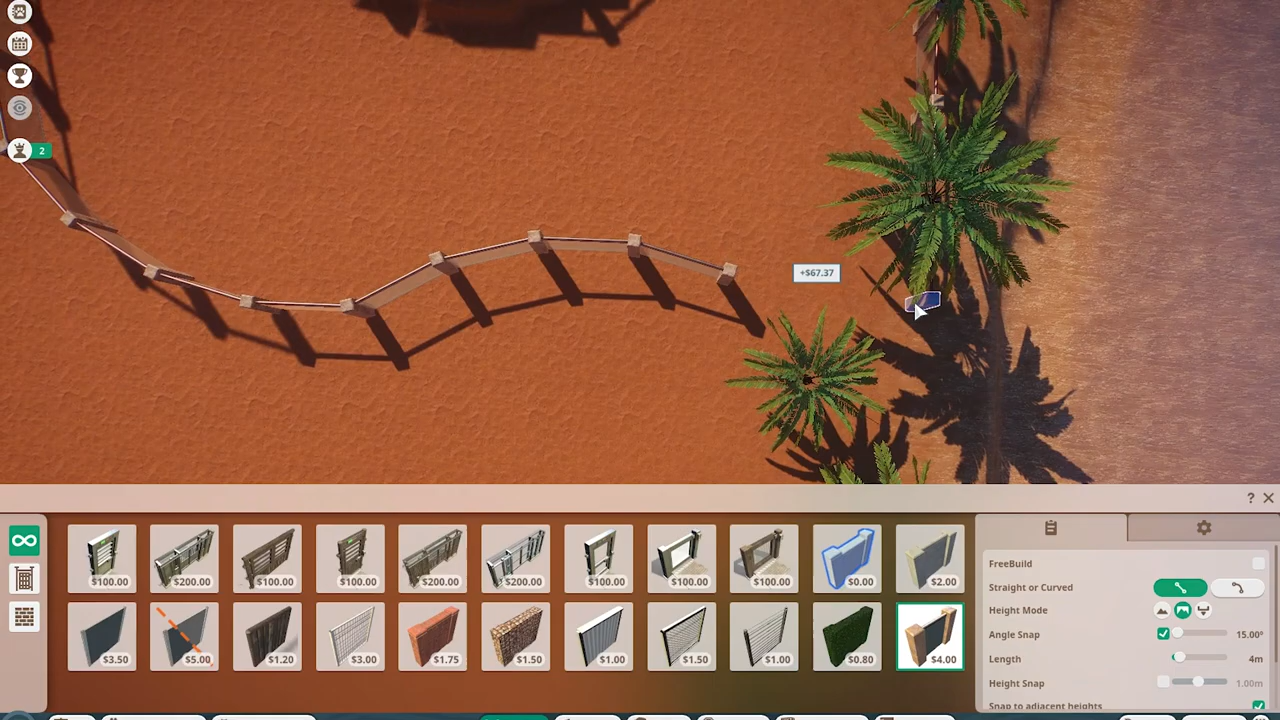 2
+$67.37
?
$100.00 $200.00 $100.00 $100.00 $200.00 $200.00 $100.00 $100.00 $100.00 $0.00 $2.00
$3.50 $5.00 $1.20 $3.00 $1.75 $1.50 $1.00 $1.50 $1.00 $0.80 $4.00
FreeBuild
Straight or Curved
Height Mode
Angle Snap 15.00°
Length 4m
Height Snap 1.00m
Snap to adjacent heights